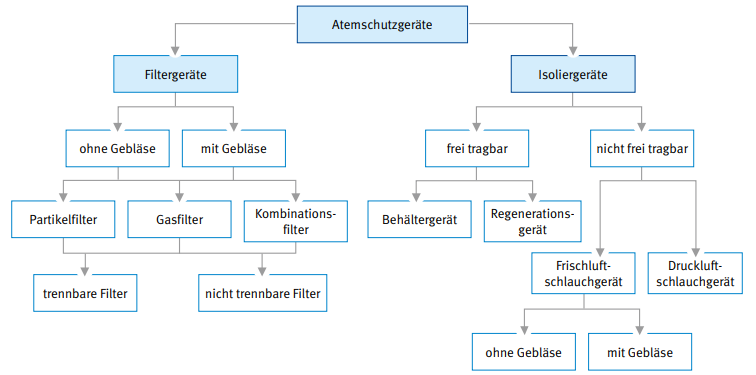 Atemschutzgeräte
Filtergeräte
Isoliergeräte
ohne Gebläse
mit Gebläse
frei tragbar
nicht frei tragbar
Partikelfilter
Gasfilter
Kombinations-
filter
Behältergerät
Regenerations-
gerät
Frischluft-
schlauchgerät
Druckluft-
schlauchgerät
trennbare Filter
nicht trennbare Filter
ohne Gebläse
mit Gebläse